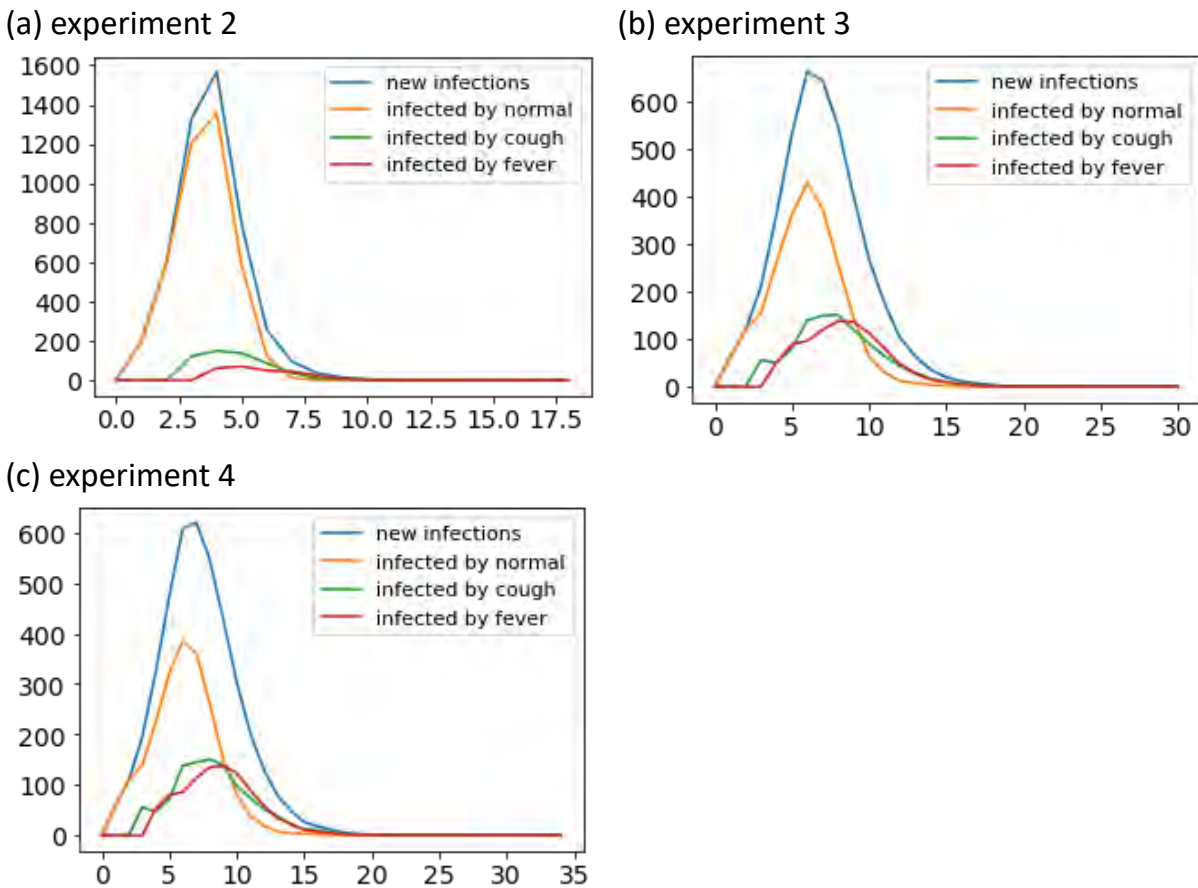 (a) experiment 2
1600
1400
1200
1000
800
600
400
200
0
0.0 2.5 5.0 7.5 10.0 12.5 15.0 17.5
new infections
infected by normal
infected by cough
infected by fever
(b) experiment 3
600
500
400
300
200
100
0
0 5 10 15 20 25 30
new infections
infected by normal
infected by cough
infected by fever
(c) experiment 4
600
500
400
300
200
100
0
0 5 10 15 20 25 30 35
new infections
infected by normal
infected by cough
infected by fever